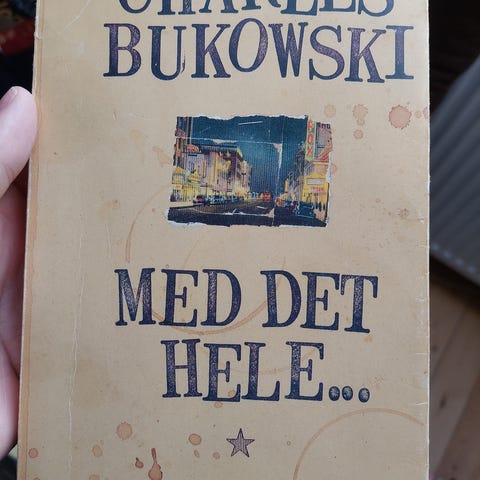 CHARLES
BUKOWSKI
MED DET
HELE...